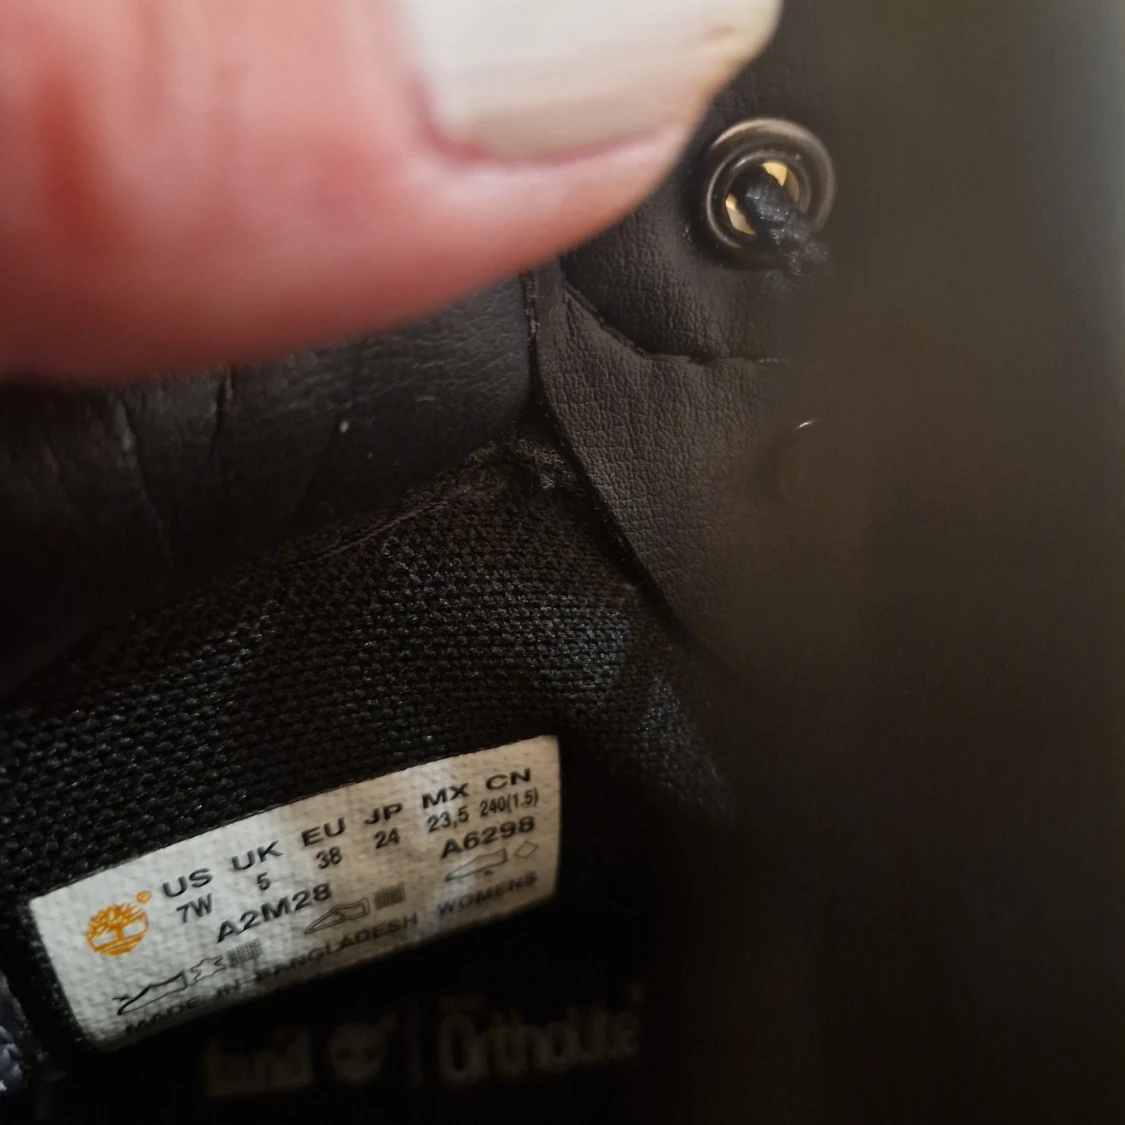 US UK EU JP MX CN
7W 5 38 24 23,5 240(1.5)
A2M28 A6298
MADE IN BANGLADESH WOMENS
OrthoLite